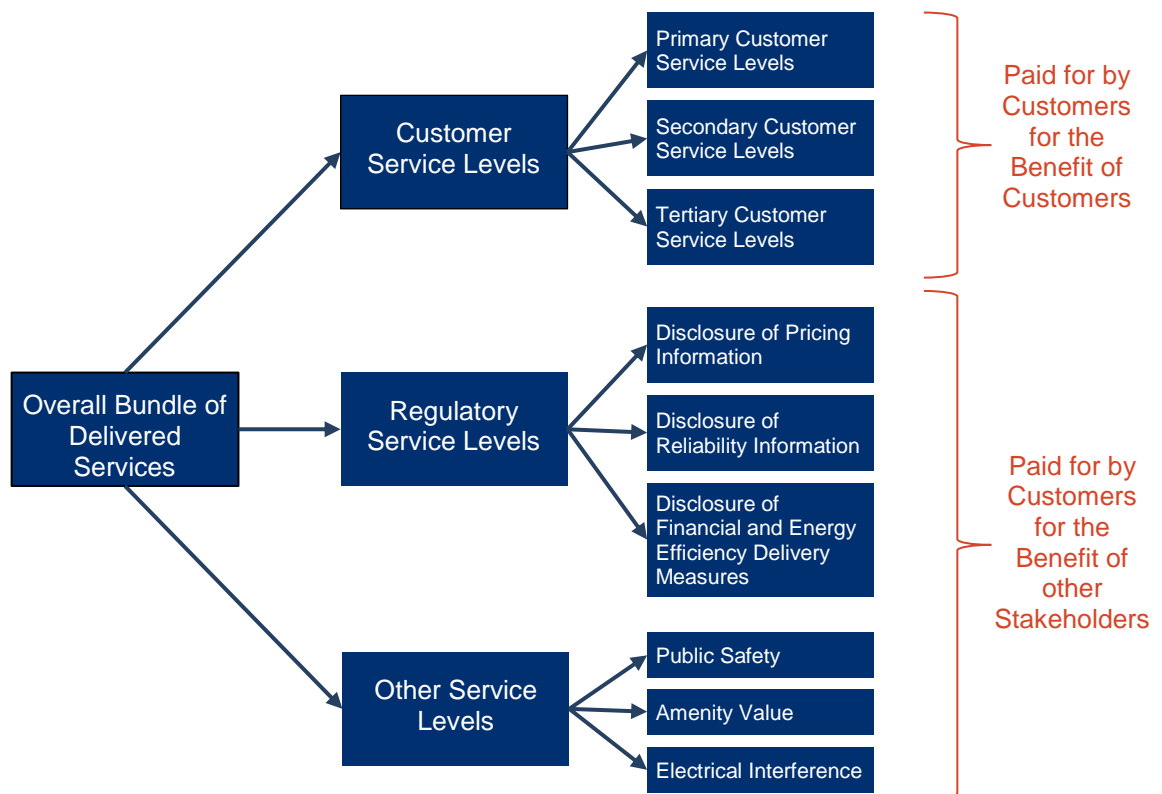 Primary Customer
Service Levels
Secondary Customer
Service Levels
Tertiary Customer
Service Levels
Customer
Service Levels
Paid for by
Customers
for the
Benefit of
Customers
Overall Bundle of
Delivered
Services
Regulatory
Service Levels
Disclosure of Pricing
Information
Disclosure of
Reliability Information
Disclosure of
Financial and Energy
Efficiency Delivery
Measures
Other Service
Levels
Public Safety
Amenity Value
Electrical Interference
Paid for by
Customers
for the
Benefit of
other
Stakeholders